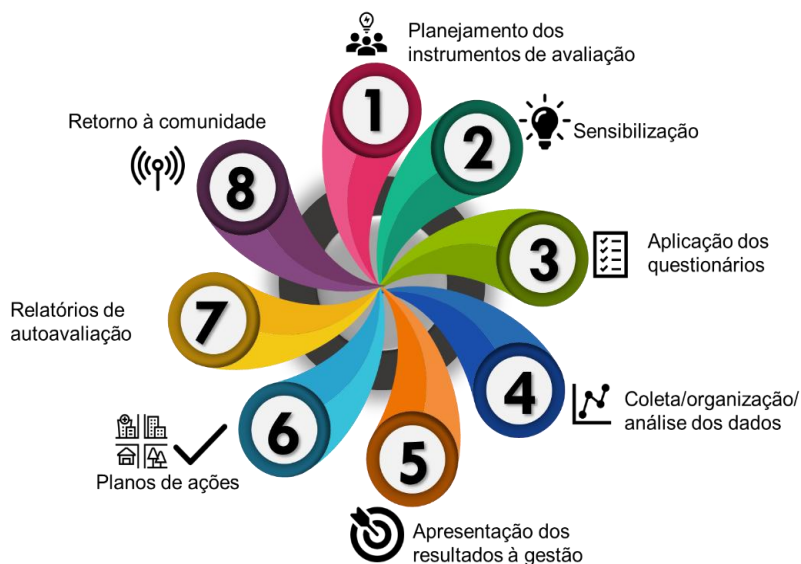 1
Planejamento dos
instrumentos de avaliação
2
Sensibilização
3
Aplicação dos
questionários
4
Coleta/organização/
análise dos dados
5
Apresentação dos
resultados à gestão
6
Planos de ações
7
Relatórios de
autoavaliação
8
Retorno à comunidade